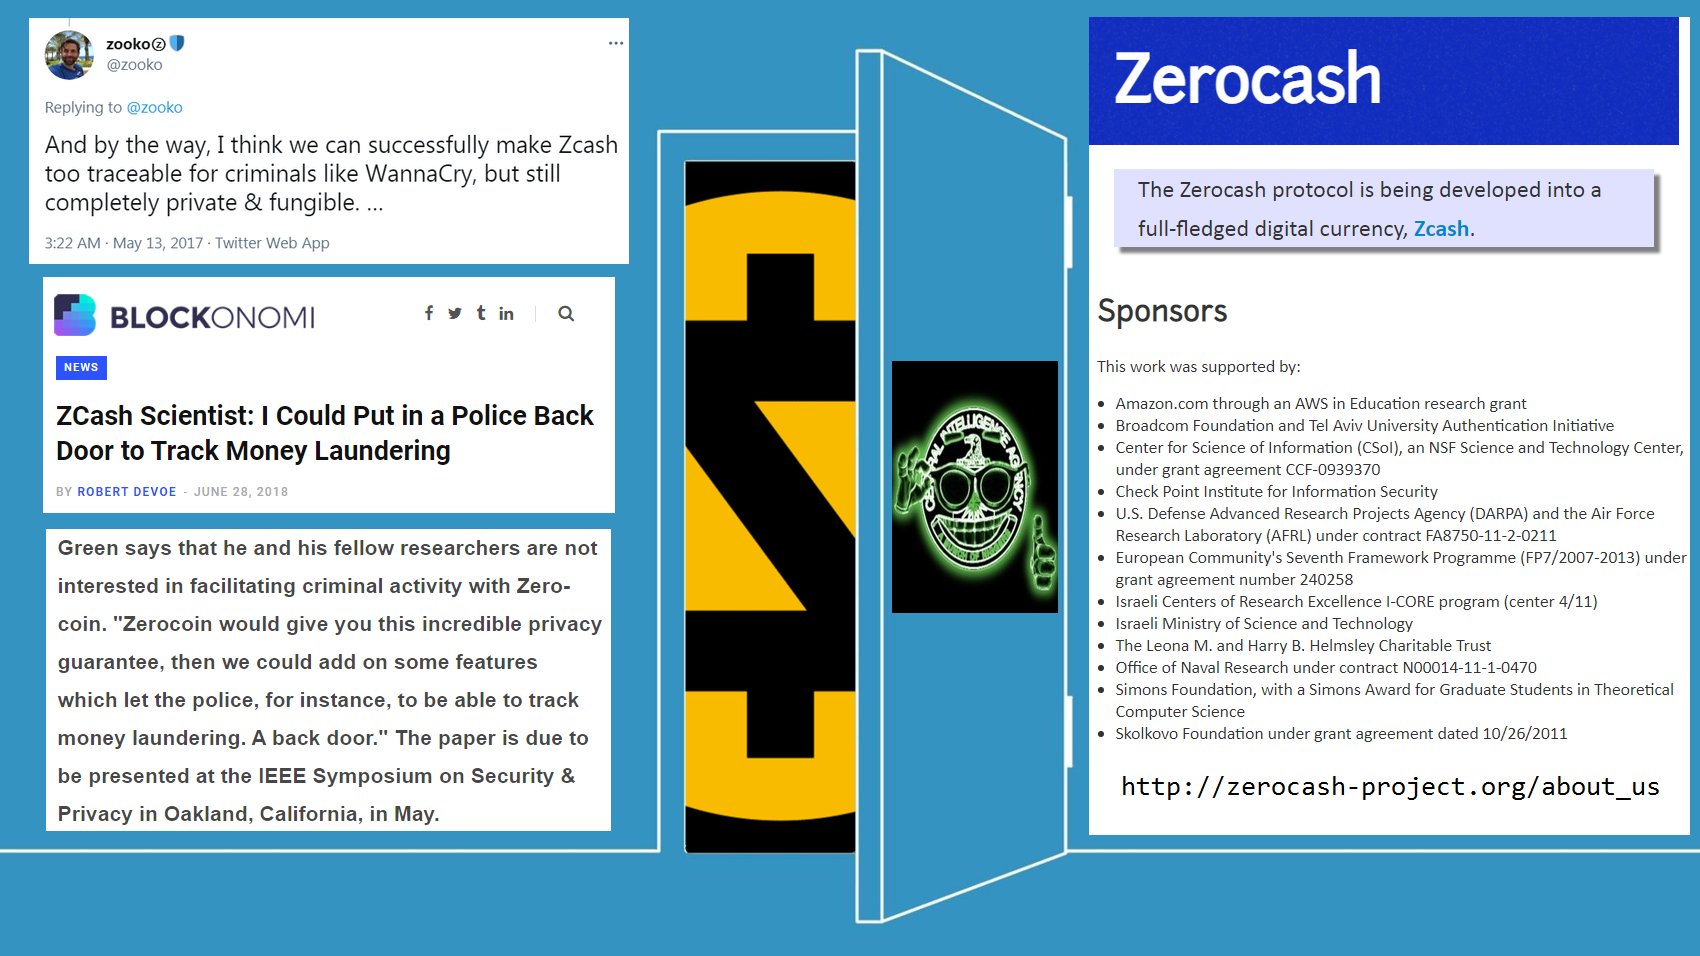 zookoⓩ🛡️
@zooko
Replying to @zooko
And by the way, I think we can successfully make Zcash
too traceable for criminals like WannaCry, but still
completely private & fungible. ...
3:22 AM · May 13, 2017 · Twitter Web App
BLOCKONOMI
NEWS
ZCash Scientist: I Could Put in a Police Back
Door to Track Money Laundering
BY ROBERT DEVOE - JUNE 28, 2018
Green says that he and his fellow researchers are not
interested in facilitating criminal activity with Zero-
coin. "Zerocoin would give you this incredible privacy
guarantee, then we could add on some features
which let the police, for instance, to be able to track
money laundering. A back door." The paper is due to
be presented at the IEEE Symposium on Security &
Privacy in Oakland, California, in May.
CENTRAL INTELLIGENCE AGENCY
Zerocash
The Zerocash protocol is being developed into a
full-fledged digital currency, Zcash.
Sponsors
This work was supported by:
• Amazon.com through an AWS in Education research grant
• Broadcom Foundation and Tel Aviv University Authentication Initiative
• Center for Science of Information (CSoI), an NSF Science and Technology Center,
under grant agreement CCF-0939370
• Check Point Institute for Information Security
• U.S. Defense Advanced Research Projects Agency (DARPA) and the Air Force
Research Laboratory (AFRL) under contract FA8750-11-2-0211
• European Community's Seventh Framework Programme (FP7/2007-2013) under
grant agreement number 240258
• Israeli Centers of Research Excellence I-CORE program (center 4/11)
• Israeli Ministry of Science and Technology
• The Leona M. and Harry B. Helmsley Charitable Trust
• Office of Naval Research under contract N00014-11-1-0470
• Simons Foundation, with a Simons Award for Graduate Students in Theoretical
Computer Science
• Skolkovo Foundation under grant agreement dated 10/26/2011
http://zerocash-project.org/about_us